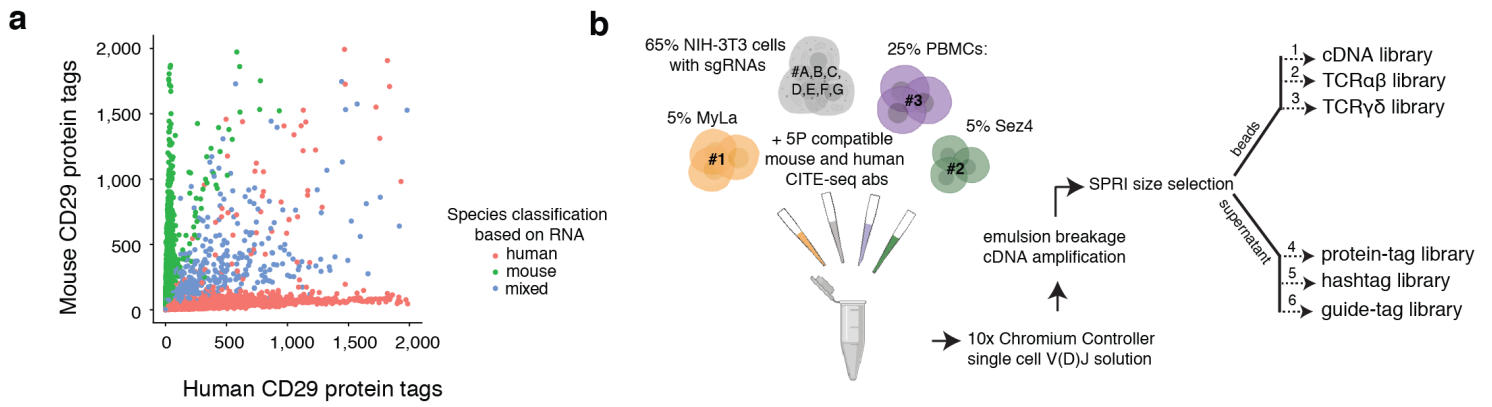 a
2,000
1,500
1,000
500
0
Mouse CD29 protein tags
0
500
1,000
1,500
2,000
Human CD29 protein tags
Species classification
based on RNA
human
mouse
mixed
b
65% NIH-3T3 cells
with sgRNAs
#A,B,C,
D,E,F,G
25% PBMCs:
#3
5% MyLa
#1
5% Sez4
#2
+ 5P compatible
mouse and human
CITE-seq abs
10x Chromium Controller
single cell V(D)J solution
emulsion breakage
cDNA amplification
SPRI size selection
beads
1
cDNA library
2
TCRαβ library
3
TCRγδ library
supernatant
4
protein-tag library
5
hashtag library
6
guide-tag library